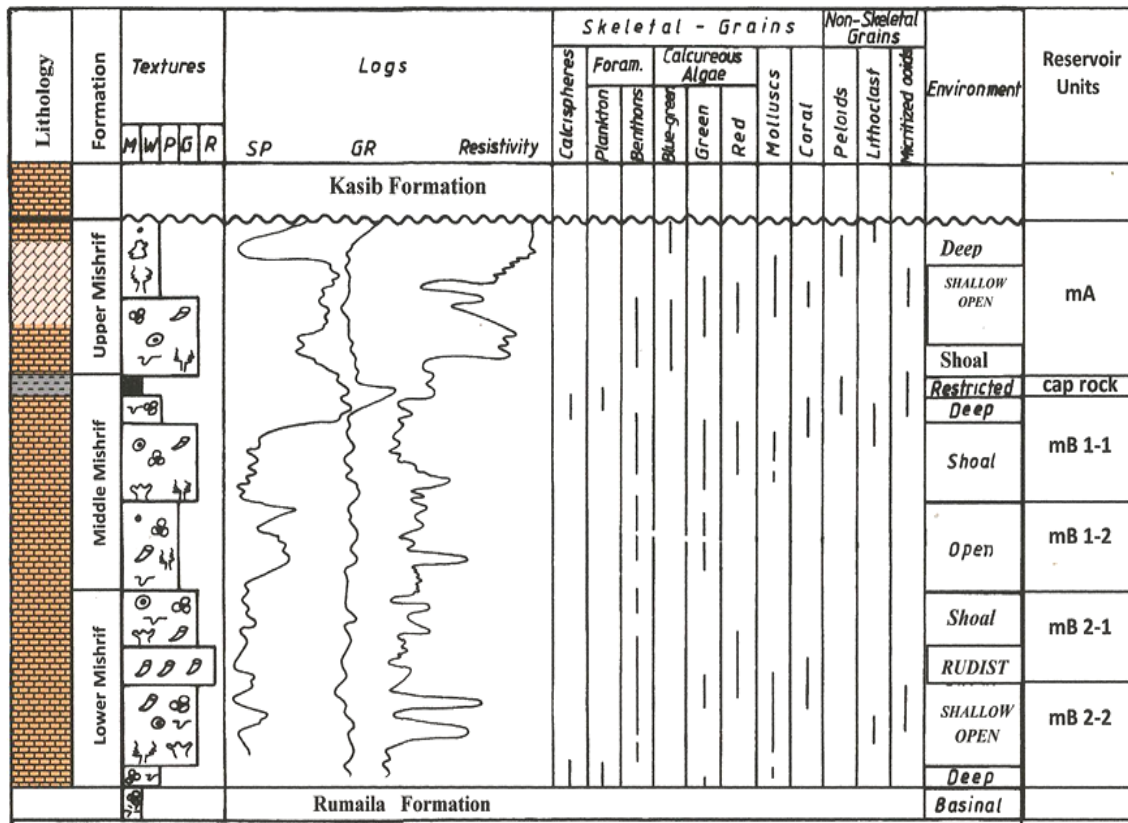 Lithology
Formation
Textures
M W P G R
Logs
SP GR Resistivity
Skeletal - Grains
Foram.
Calcureous
Algae
Calcispheres
Plankton
Benthons
Blue-green
Green
Red
Molluscs
Coral
Non-Skeletal
Grains
Peloids
Lithoclast
Micritized ooids
Environment
Reservoir
Units
Kasib Formation
Upper Mishrif
Deep
SHALLOW
OPEN
Shoal
mA
Middle Mishrif
Restricted
cap rock
Deep
Shoal
mB 1-1
Open
mB 1-2
Lower Mishrif
Shoal
mB 2-1
RUDIST
SHALLOW
OPEN
mB 2-2
Deep
Rumaila Formation
Basinal